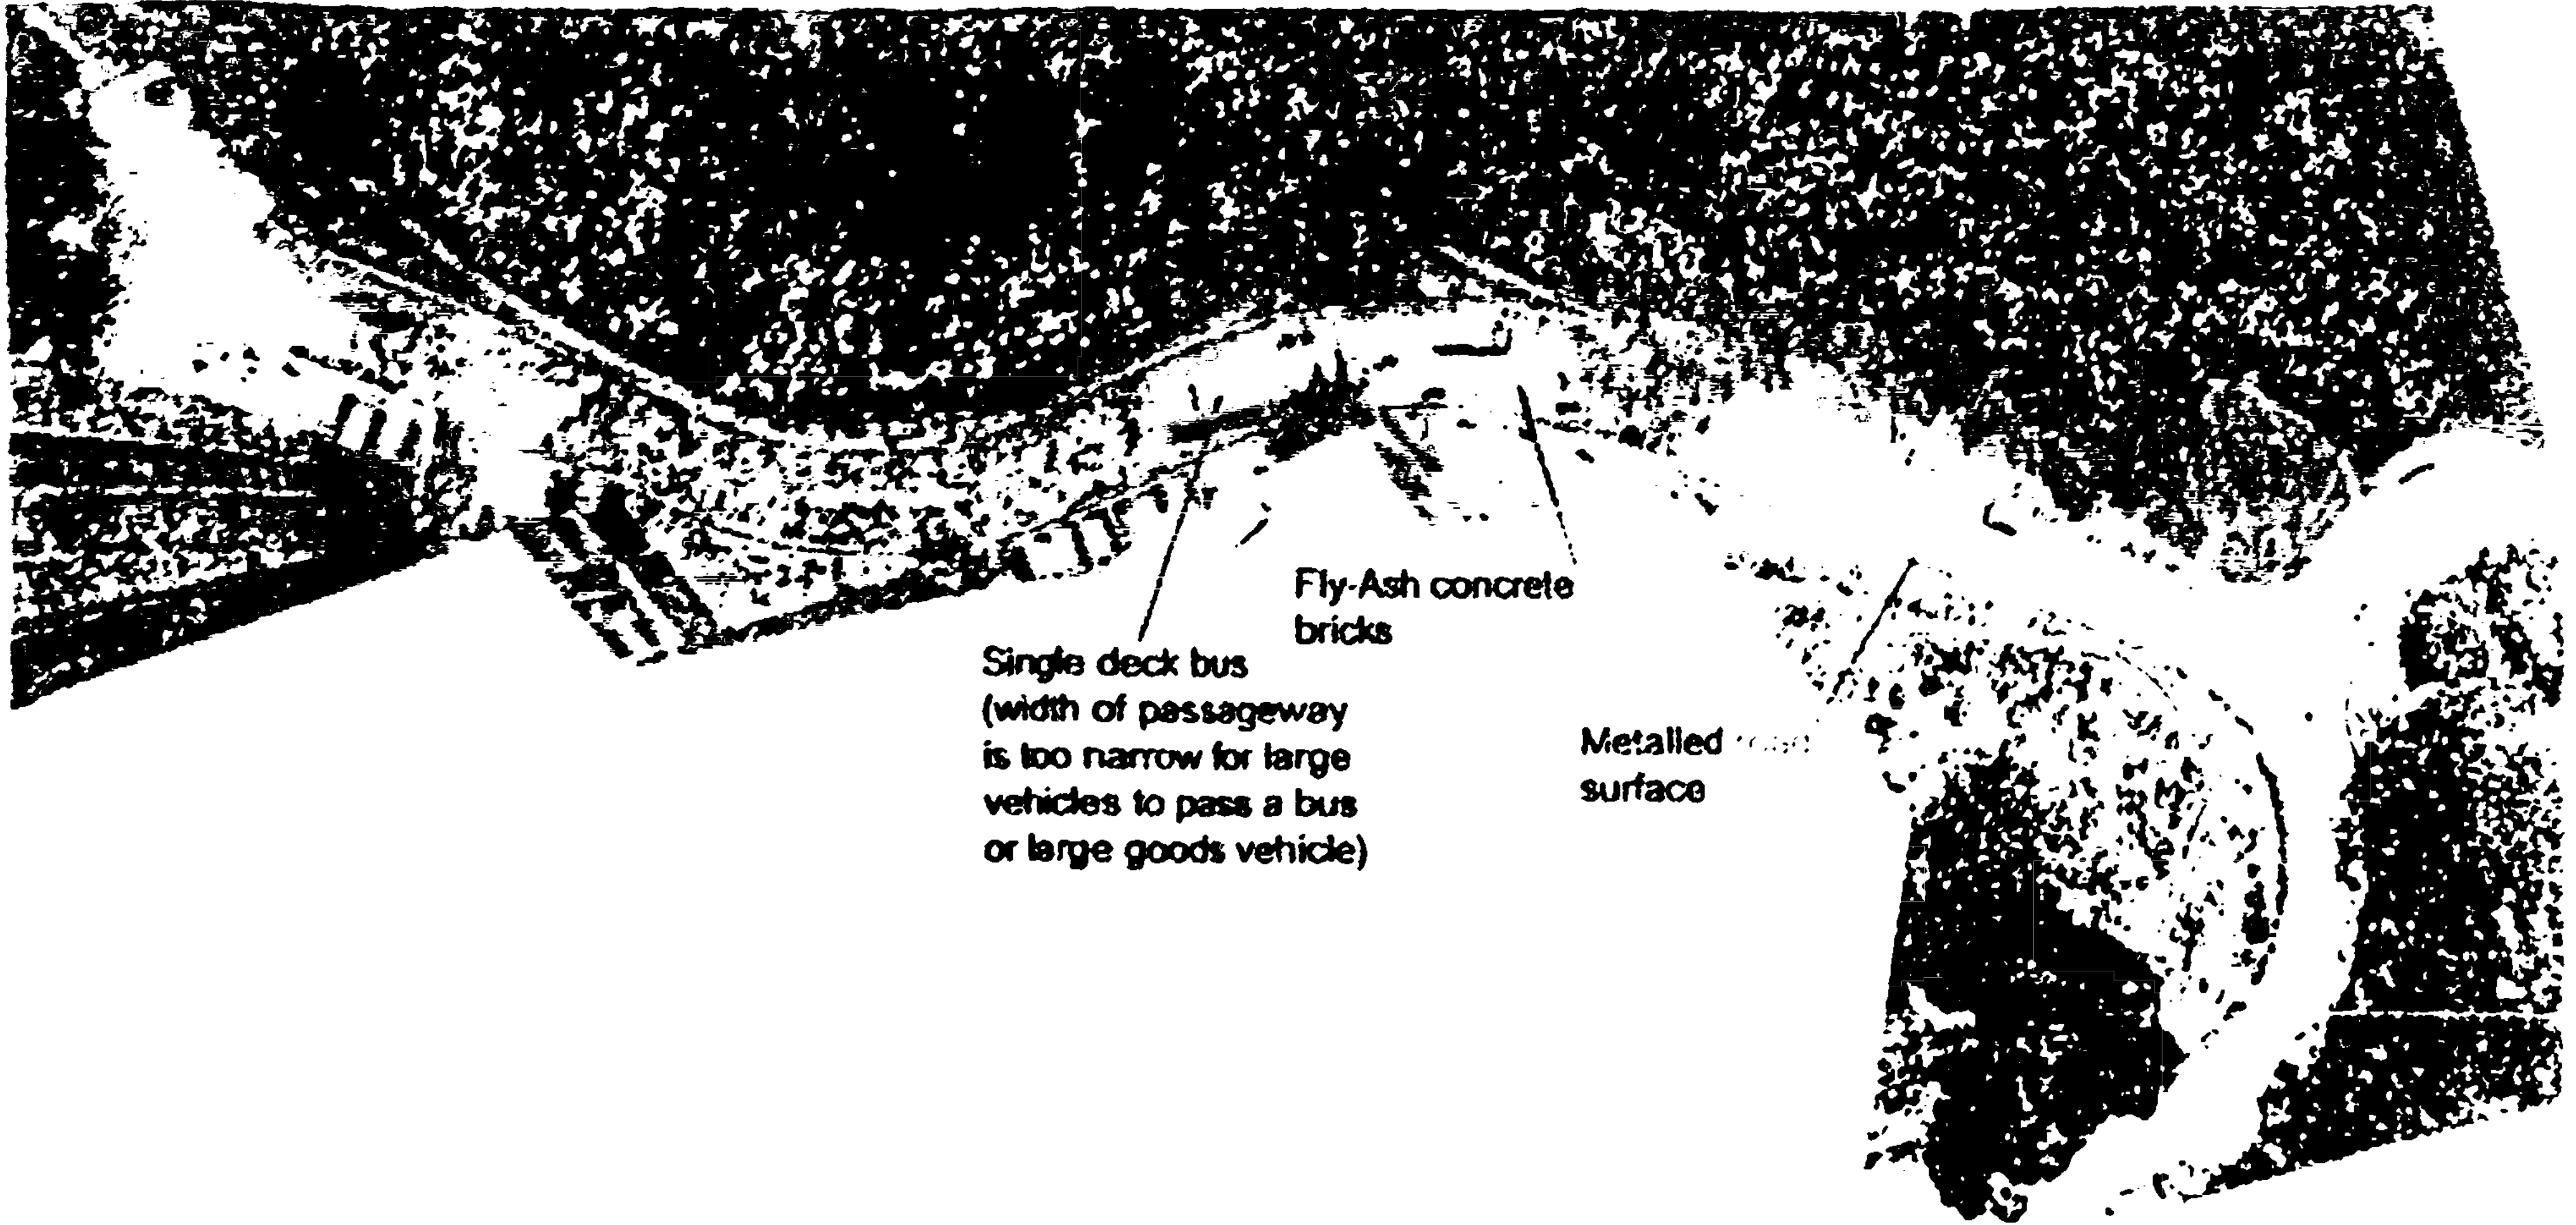 Fly-Ash concrete
bricks
Single deck bus
(width of passageway
is too narrow for large
vehicles to pass a bus
or large goods vehicle)
Metalled
surface